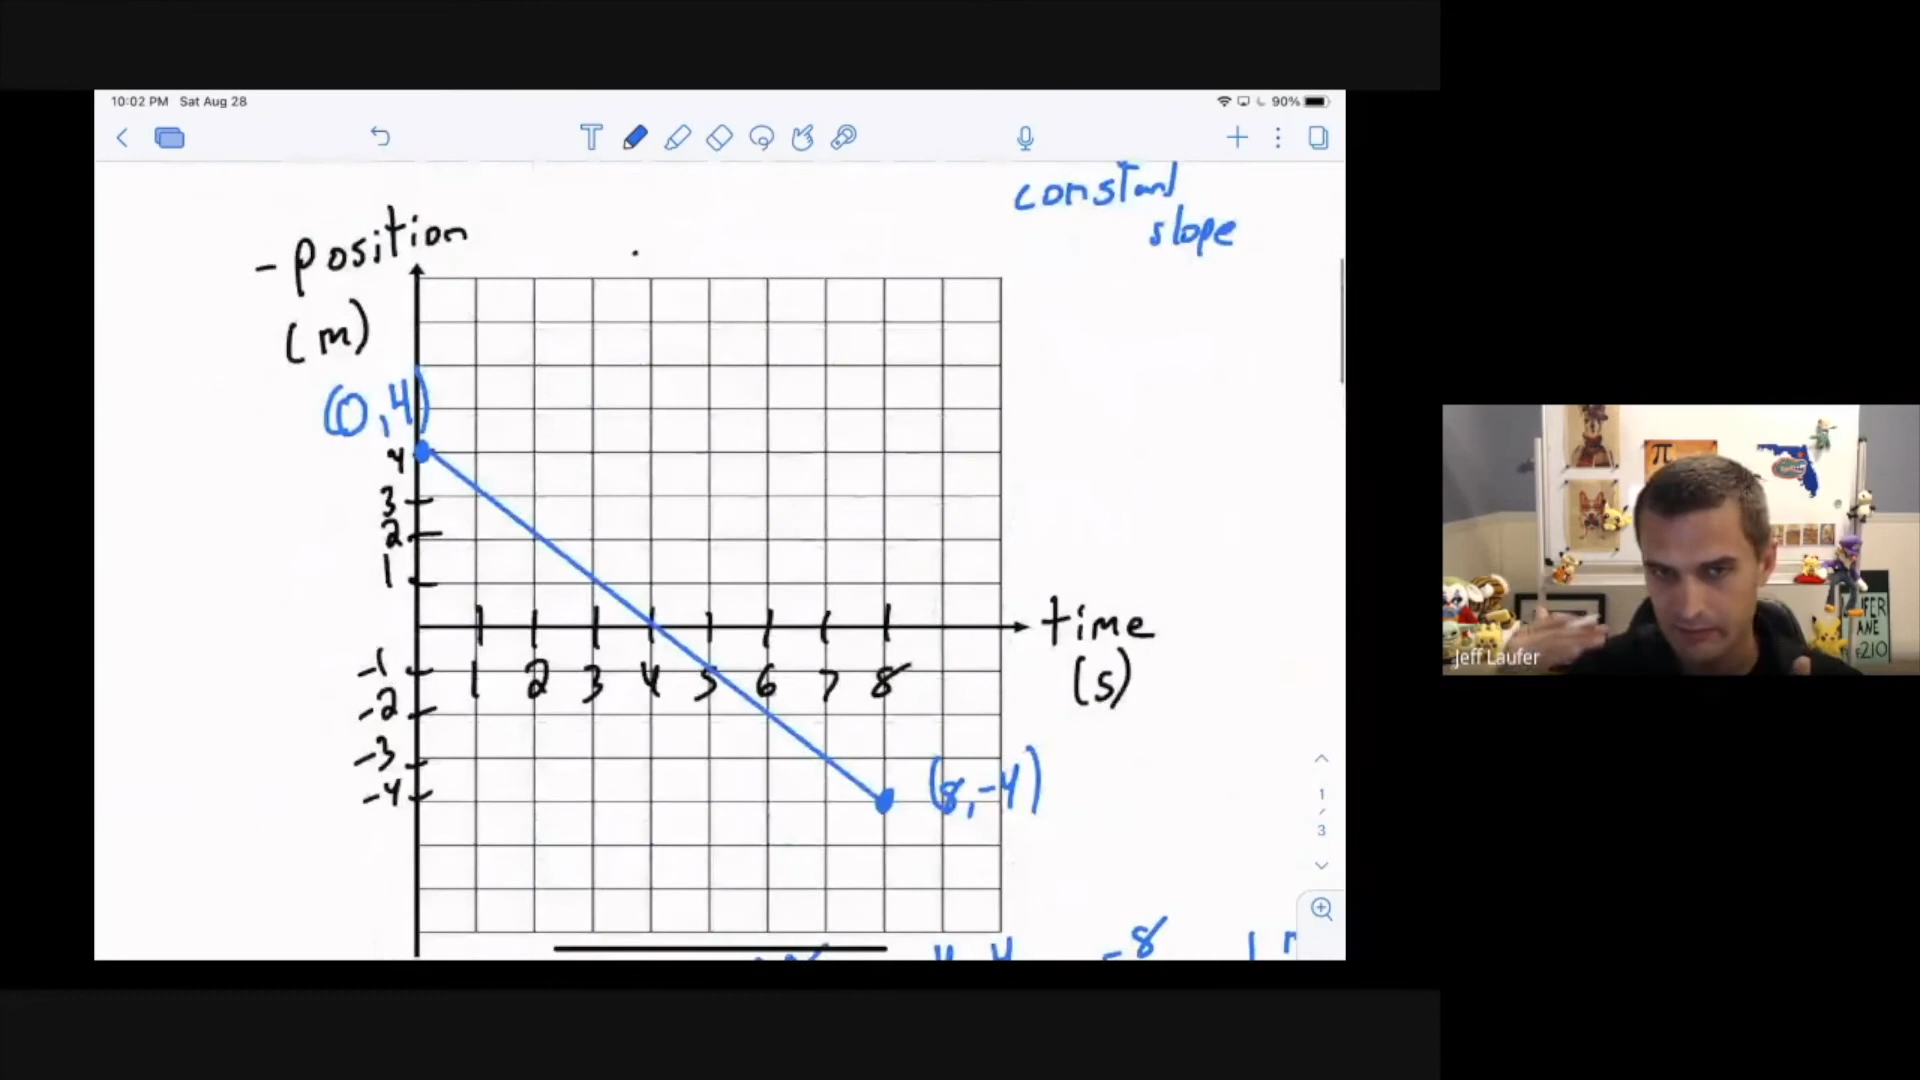 10:02 PM Sat Aug 28
90%
T
constant
slope
- Position
(m)
(0,4)
4
3
2
1
time
(s)
-1
-2
-3
-4
1 2 3 4 5 6 7 8
(8,-4)
1
/
3
-8
π
Jeff Laufer